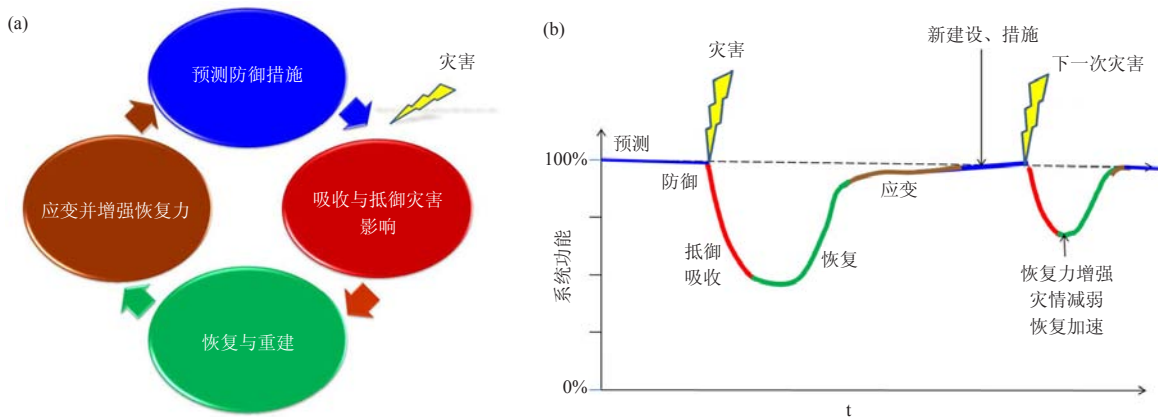 (a)
预测防御措施
灾害
应变并增强恢复力
吸收与抵御灾害
影响
恢复与重建
(b)
新建设、措施
灾害
下一次灾害
预测
100%
防御
应变
抵御
吸收
恢复
系统功能
恢复力增强
灾情减弱
恢复加速
0%
t